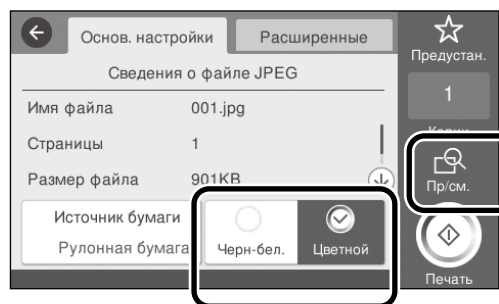 Основ. настройки
Расширенные
Предустан.
Сведения о файле JPEG
Имя файла 001.jpg
1
Страницы 1
Копии
Размер файла 901KB
Пр/см.
Источник бумаги
Рулонная бумага
Черн-бел.
Цветной
Печать